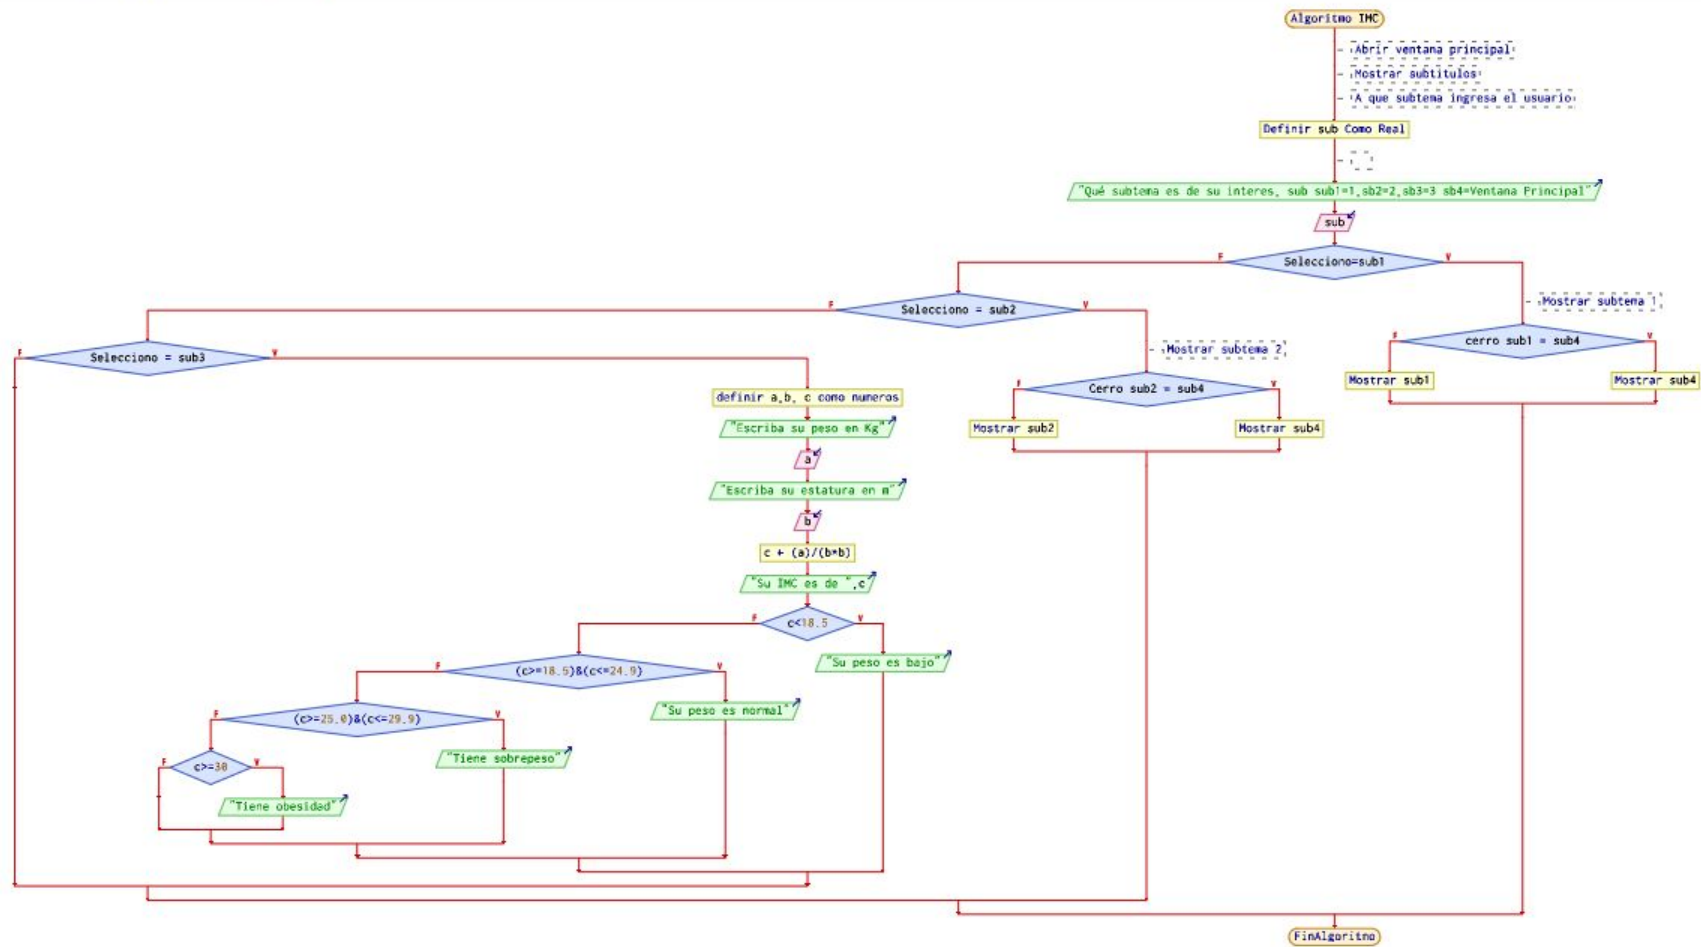 Algoritmo IMC
Abrir ventana principal
Mostrar subtitulos
A que subtema ingresa el usuario
Definir sub Como Real
"Qué subtema es de su interes, sub sub1=1,sb2=2,sb3=3 sb4=Ventana Principal"
sub
Selecciono=sub1
F
V
Mostrar subtema 1
Selecciono = sub2
F
V
cerro sub1 = sub4
F
V
Mostrar subtema 2
Selecciono = sub3
F
V
Mostrar sub1
Mostrar sub4
Cerro sub2 = sub4
F
V
definir a,b, c como numeros
Mostrar sub2
Mostrar sub4
"Escriba su peso en Kg"
a
"Escriba su estatura en m"
b
c + (a)/(b*b)
"Su IMC es de ",c
c<18.5
F
V
"Su peso es bajo"
(c>=18.5)&(c<=24.9)
F
V
"Su peso es normal"
(c>=25.0)&(c<=29.9)
F
V
"Tiene sobrepeso"
c>=30
F
V
"Tiene obesidad"
FinAlgoritmo